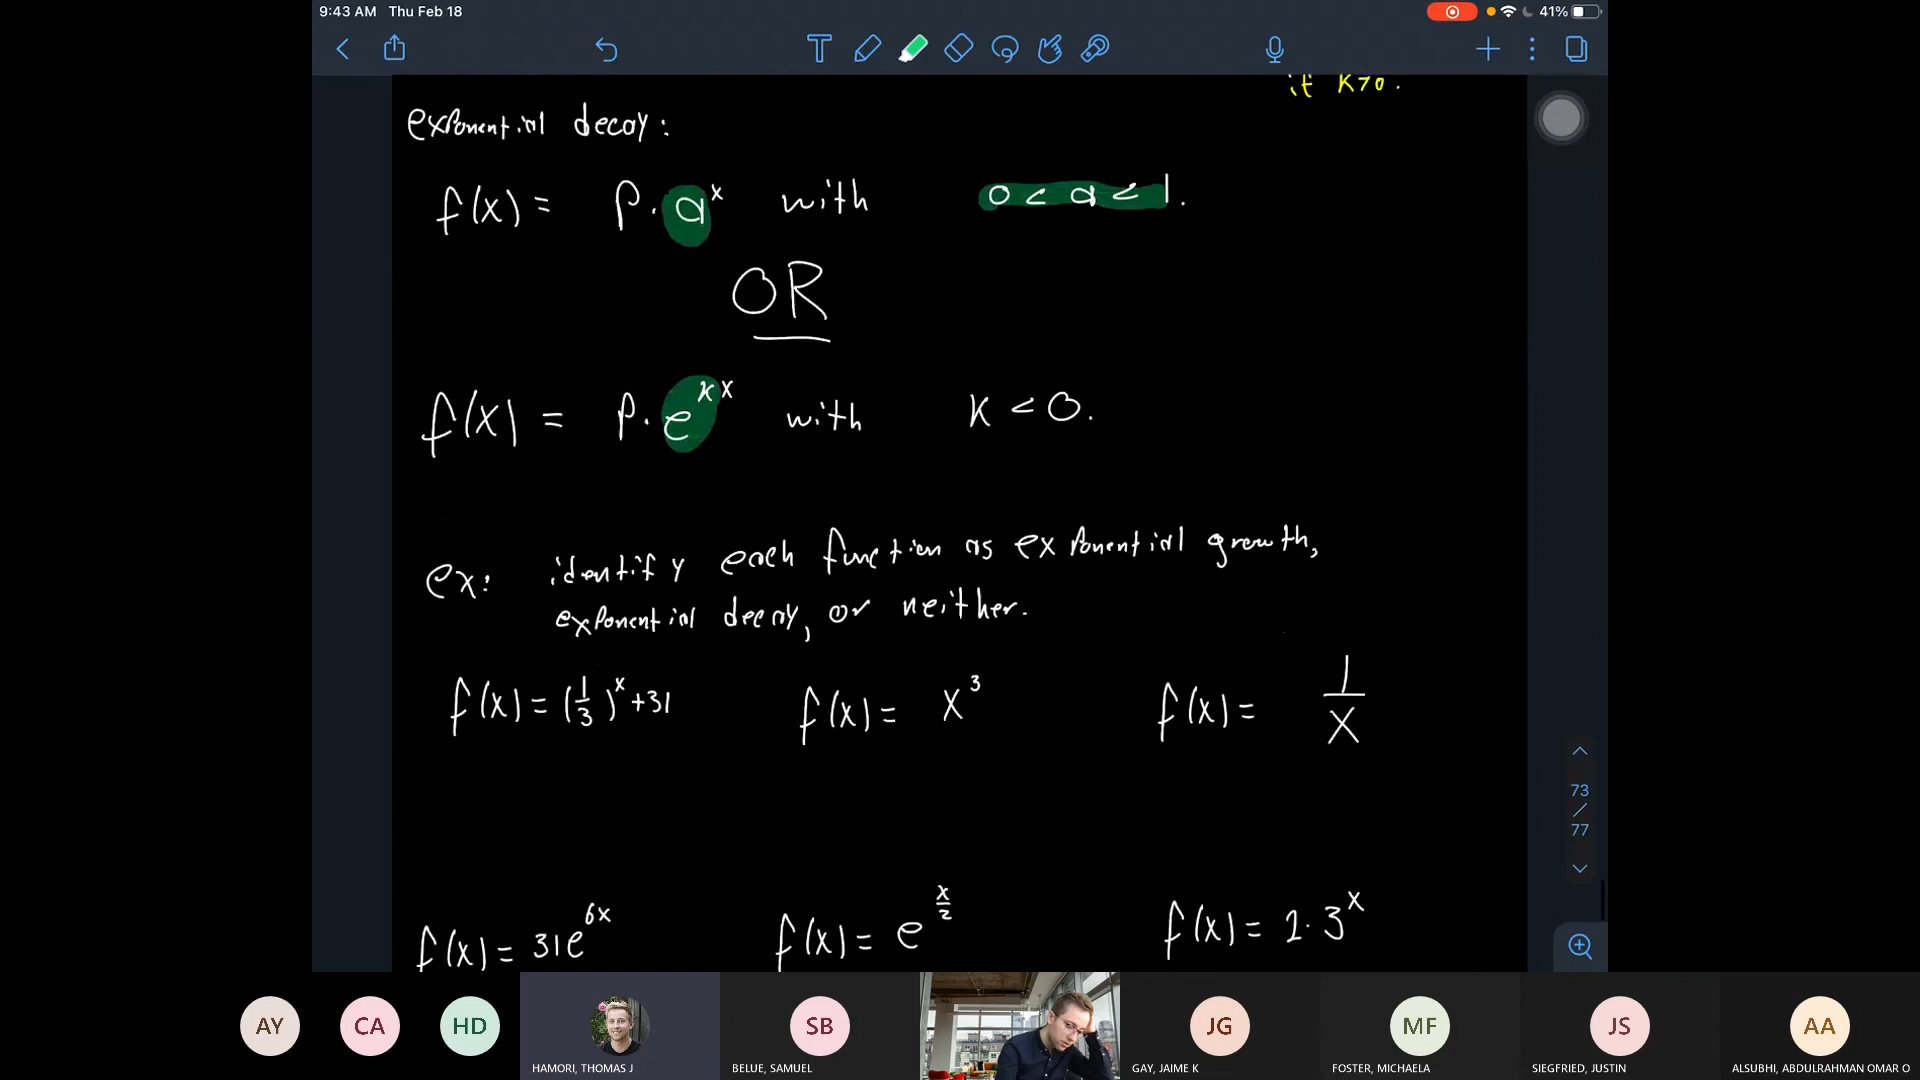 9:43 AM Thu Feb 18
41%
if K>0.
exponential decay:
f(x) = P·a^x with 0 < a < 1.
OR
f(x) = P·e^{kx} with K < 0.
ex: identify each function as exponential growth,
exponential decay, or neither.
f(x) = (1/3)^x +31 f(x) = x^3 f(x) = 1/x
73
/
77
f(x) = 31e^{6x} f(x) = e^{x/2} f(x) = 2·3^x
AY CA HD SB JG MF JS AA
HAMORI, THOMAS J BELUE, SAMUEL GAY, JAIME K FOSTER, MICHAELA SIEGFRIED, JUSTIN ALSUBHI, ABDULRAHMAN OMAR O